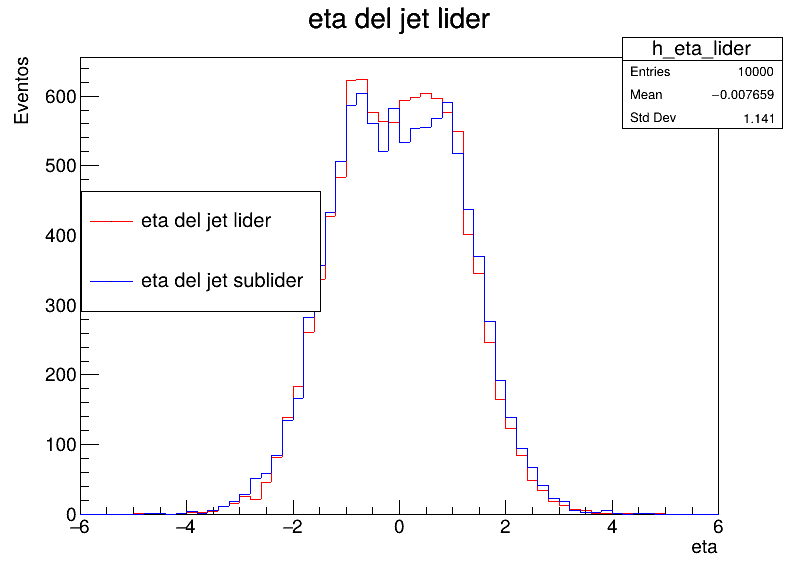 eta del jet lider
h_eta_lider
Entries 10000
Mean −0.007659
Std Dev 1.141
Eventos
600
500
400
300
200
100
0
eta del jet lider
eta del jet sublider
−6 −4 −2 0 2 4 6
eta